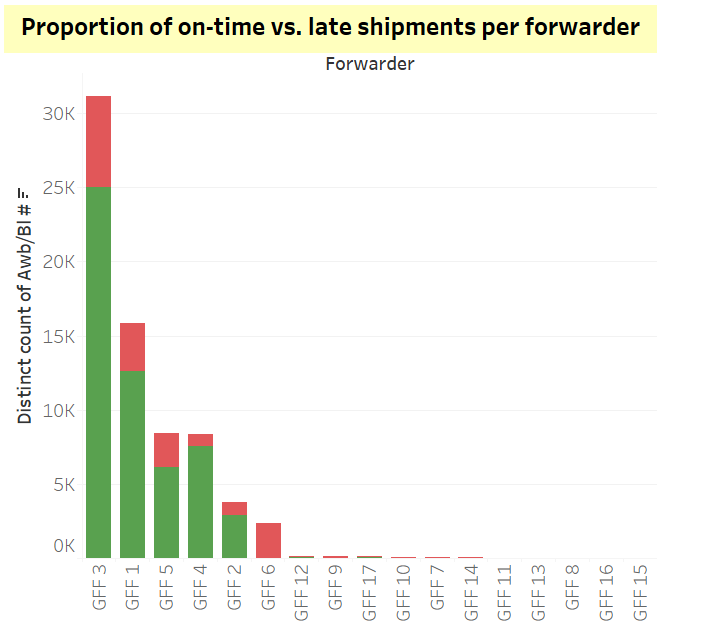 Proportion of on-time vs. late shipments per forwarder
Forwarder
Distinct count of Awb/Bl #
30K
25K
20K
15K
10K
5K
0K
GFF 3
GFF 1
GFF 5
GFF 4
GFF 2
GFF 6
GFF 12
GFF 9
GFF 17
GFF 10
GFF 7
GFF 14
GFF 11
GFF 13
GFF 8
GFF 16
GFF 15